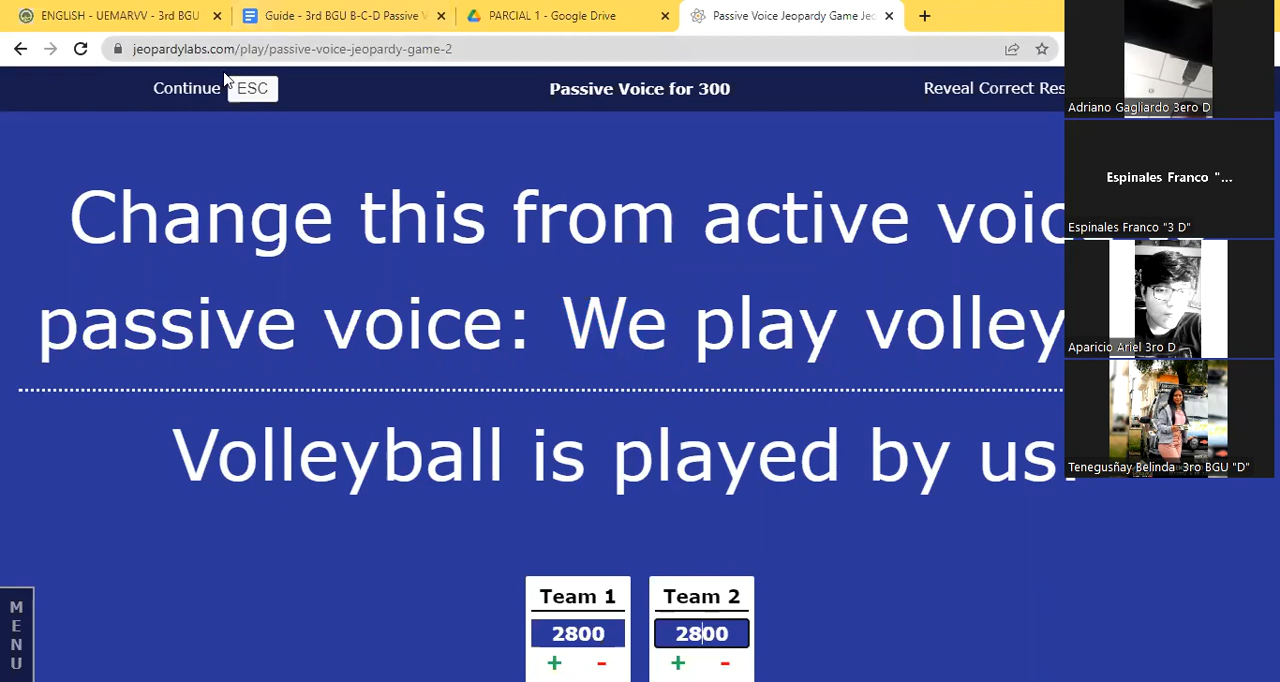 ENGLISH - UEMARVV - 3rd BGU
Guide - 3rd BGU B-C-D Passive V
PARCIAL 1 - Google Drive
Passive Voice Jeopardy Game Jeo
jeopardylabs.com/play/passive-voice-jeopardy-game-2
Continue ESC
Passive Voice for 300
Reveal Correct Res
Change this from active voic
passive voice: We play volley
Volleyball is played by us.
Team 1
2800
+ -
Team 2
2800
+ -
MENU
Adriano Gagliardo 3ero D
Espinales Franco "...
Espinales Franco "3 D"
Aparicio Ariel 3ro D
Tenegusñay Belinda 3ro BGU "D"